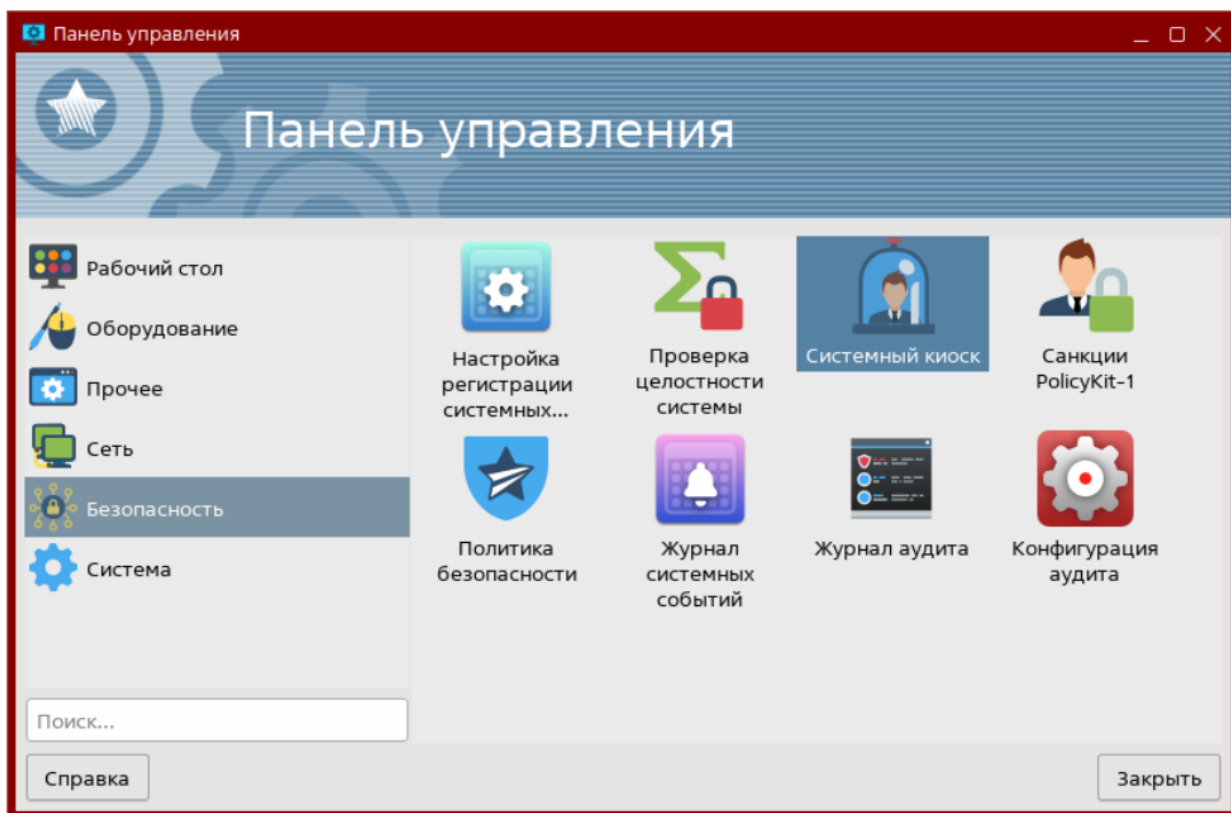 Панель управления
Панель управления
Рабочий стол
Оборудование
Прочее
Сеть
Безопасность
Система
Настройка
регистрации
системных...
Проверка
целостности
системы
Системный киоск
Санкции
PolicyKit-1
Политика
безопасности
Журнал
системных
событий
Журнал аудита
Конфигурация
аудита
Поиск...
Справка
Закрыть